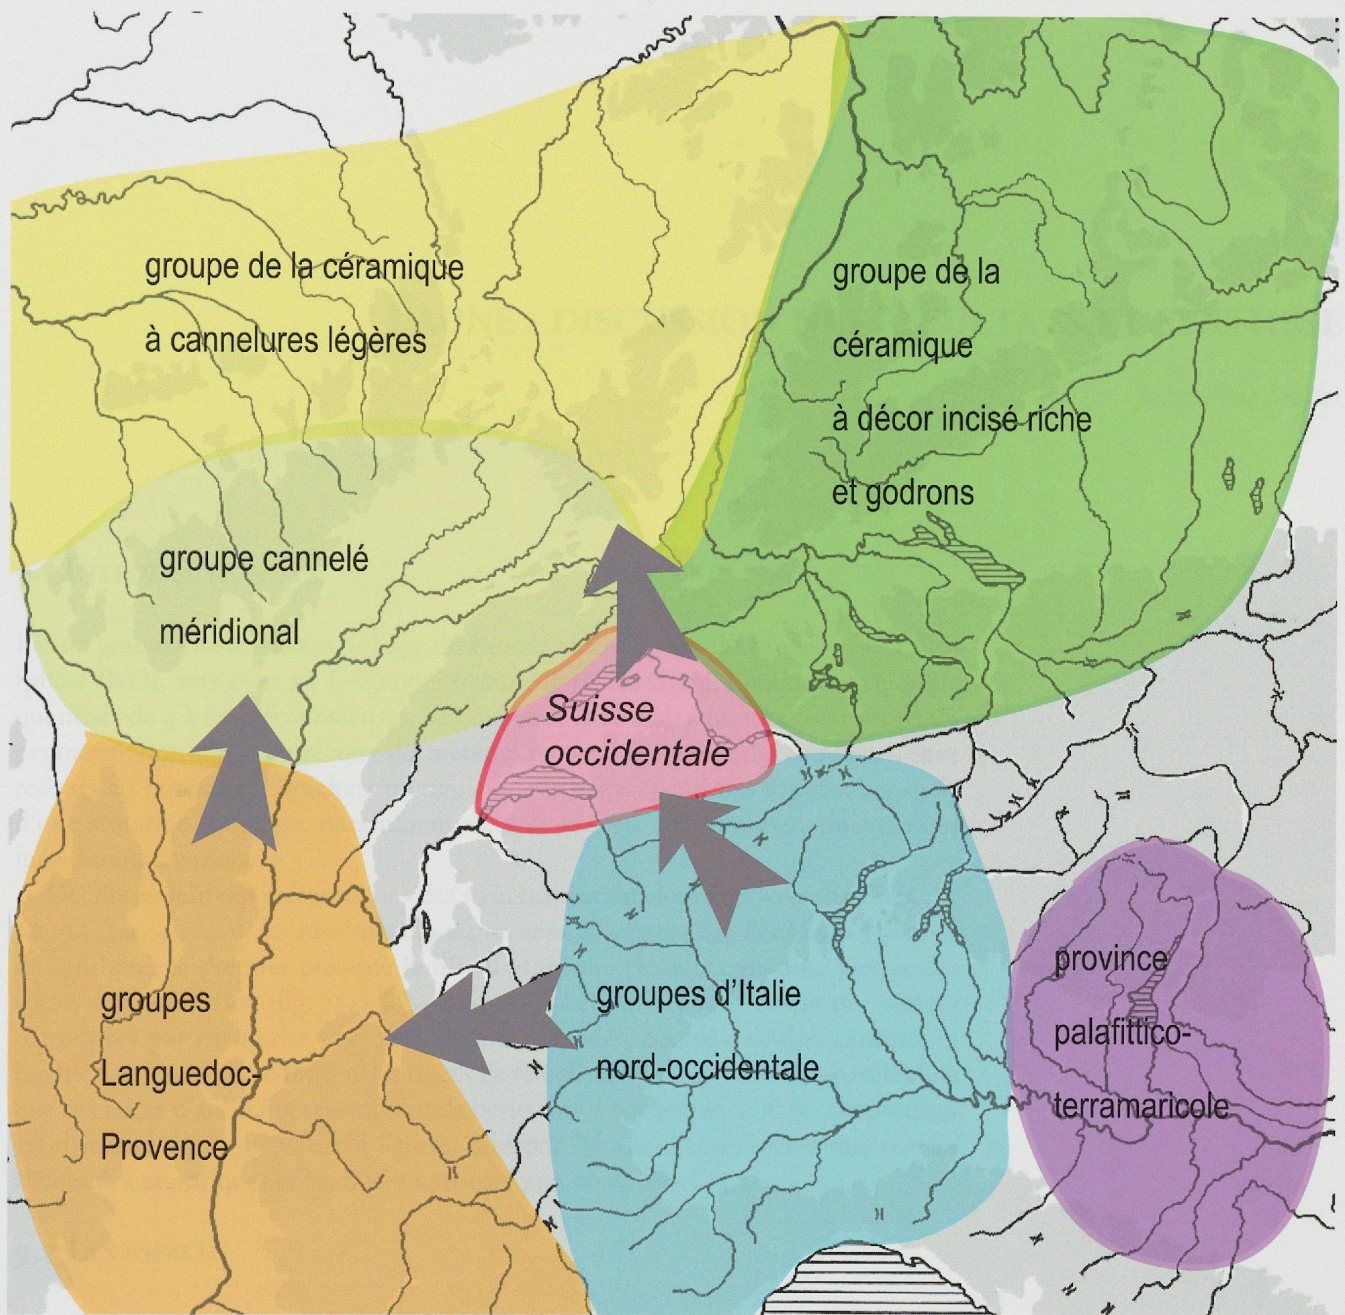 groupe de la céramique
à cannelures légères
groupe de la
céramique
à décor incisé riche
et godrons
groupe cannelé
méridional
Suisse
occidentale
groupes
Languedoc-
Provence
groupes d'Italie
nord-occidentale
province
palafittico-
terramaricole